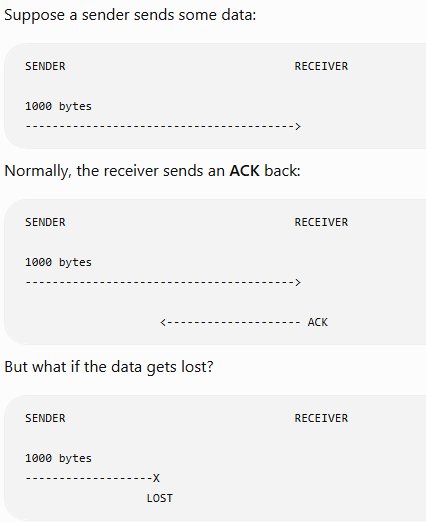 Suppose a sender sends some data:
SENDER RECEIVER
1000 bytes
---------------------------------------->
Normally, the receiver sends an ACK back:
SENDER RECEIVER
1000 bytes
---------------------------------------->
<-------------------- ACK
But what if the data gets lost?
SENDER RECEIVER
1000 bytes
-------------------X
LOST